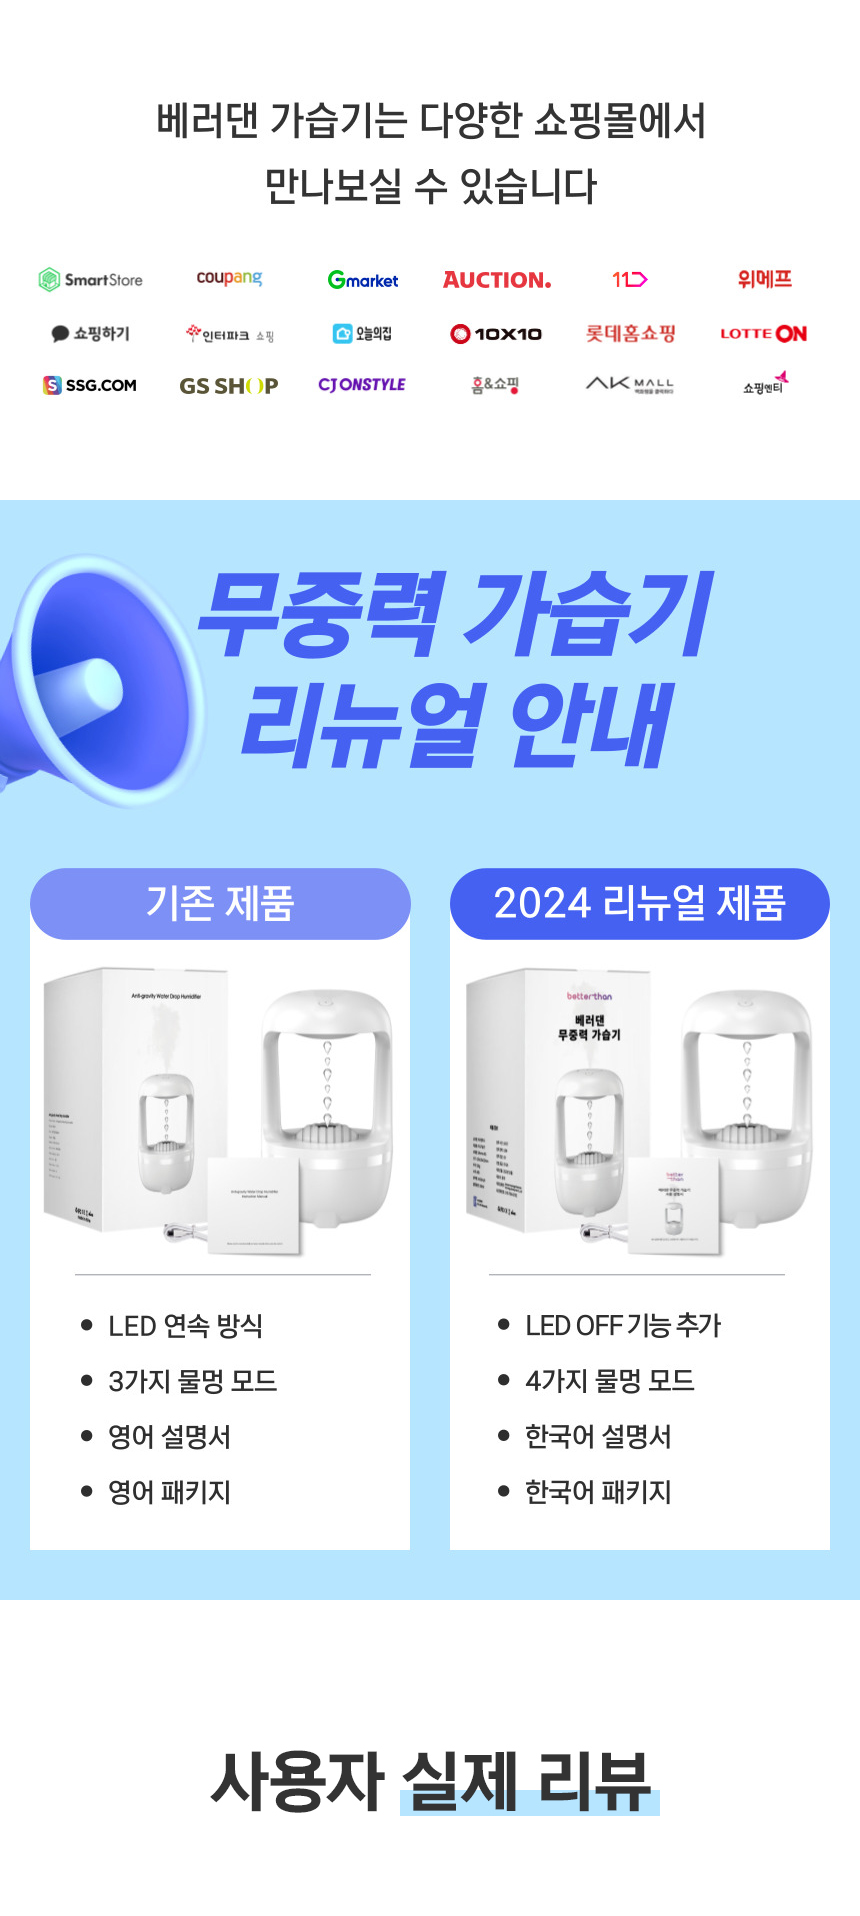 베러댄 가습기는 다양한 쇼핑몰에서
만나보실 수 있습니다
SmartStore coupang Gmarket AUCTION. 11 위메프
쇼핑하기 인터파크 쇼핑 오늘의집 10X10 롯데홈쇼핑 LOTTE ON
SSG.COM GS SHOP CJ ONSTYLE 홈&쇼핑 AK MALL 쇼핑엔티
무중력 가습기
리뉴얼 안내
기존 제품
Anti-gravity Water Drop Humidifier
LED 연속 방식
3가지 물멍 모드
영어 설명서
영어 패키지
2024 리뉴얼 제품
betterthan
베러댄
무중력 가습기
better
than
LED OFF 기능 추가
4가지 물멍 모드
한국어 설명서
한국어 패키지
사용자 실제 리뷰